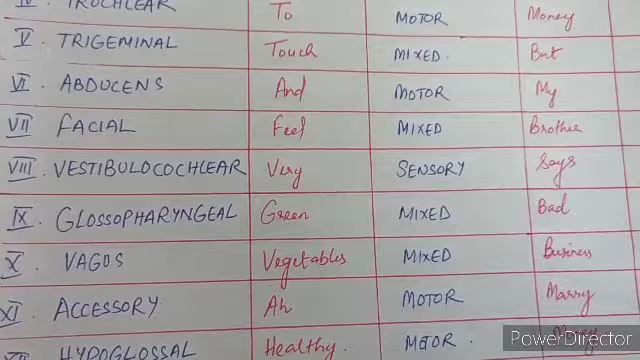 IV. TROCHLEAR To MOTOR Money
V. TRIGEMINAL Touch MIXED. But
VI. ABDUCENS And MOTOR My
VII FACIAL Feel MIXED Brother
VIII. VESTIBULOCOCHLEAR Very SENSORY Says
IX. GLOSSOPHARYNGEAL Green MIXED Bad
X. VAGUS Vegetables MIXED Business
XI. ACCESSORY Ah MOTOR Marry
XII HYPOGLOSSAL Healthy. MOTOR.
PowerDirector